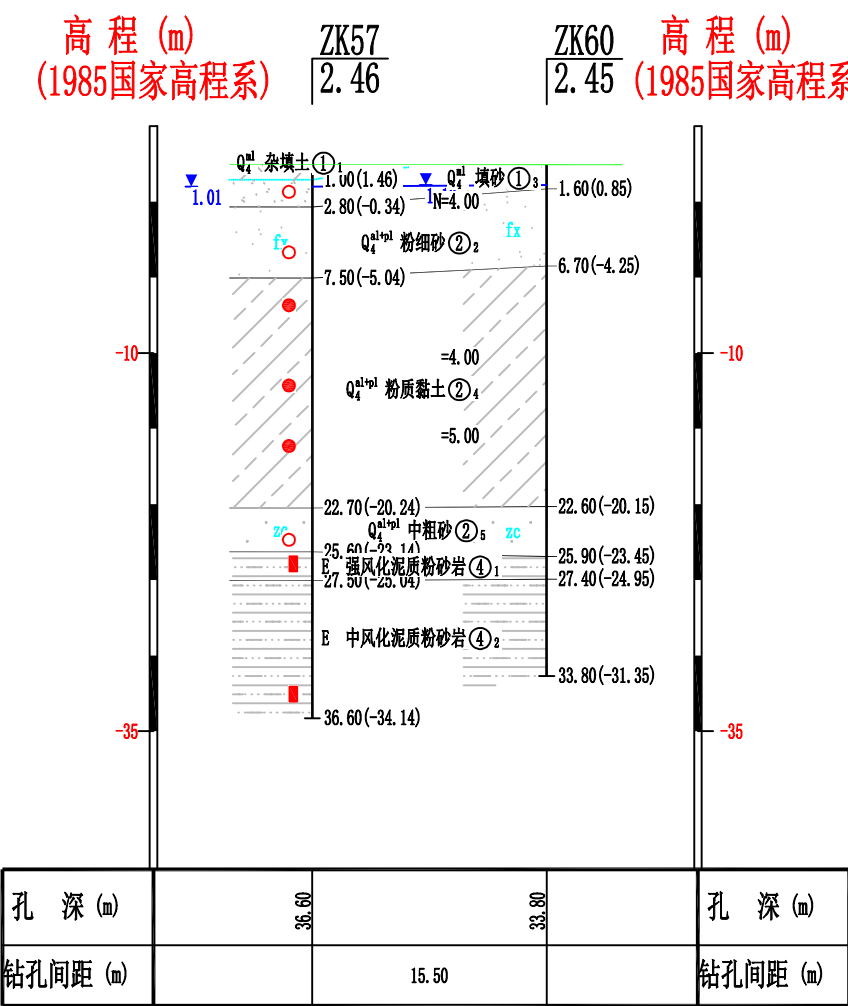 高 程 (m)
(1985国家高程系)
ZK57
2.46
ZK60
2.45
高 程 (m)
(1985国家高程系
Q₄ᵐˡ 杂填土①₁
1.00(1.46)
Q₄ᵐˡ 填砂①₃
1.60(0.85)
1.01
N=4.00
2.80(-0.34)
fx
Q₄ᵃˡ⁺ᵖˡ 粉细砂②₂
fx
7.50(-5.04)
6.70(-4.25)
-10
=4.00
-10
Q₄ᵃˡ⁺ᵖˡ 粉质黏土②₄
=5.00
22.70(-20.24)
22.60(-20.15)
zc
Q₄ᵃˡ⁺ᵖˡ 中粗砂②₅
zc
25.60(-23.14)
25.90(-23.45)
E 强风化泥质粉砂岩④₁
27.50(-25.04)
27.40(-24.95)
E 中风化泥质粉砂岩④₂
33.80(-31.35)
36.60(-34.14)
-35
-35
孔 深 (m)
36.60
33.80
孔 深 (m)
钻孔间距 (m)
15.50
钻孔间距 (m)